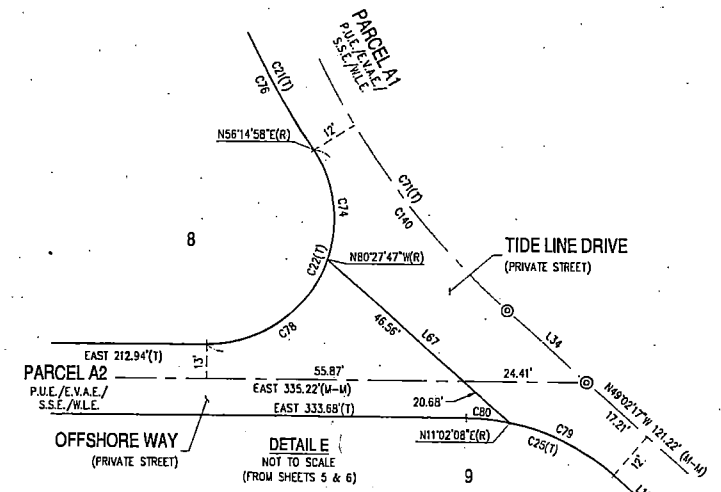 PARCEL A1
P.U.E./E.V.A.E./
S.S.E./W.L.E.
C21(T)
C76
12'
N56°14'58"E(R)
C71(T)
C140
C74
8
TIDE LINE DRIVE
(PRIVATE STREET)
C22(T)
N80°27'47"W(R)
C78
L67
46.56'
L34
EAST 212.94'(T)
13'
PARCEL A2
P.U.E./E.V.A.E./
S.S.E./W.L.E.
55.87'
EAST 335.22'(M-M)
24.41'
N49°02'17"W 121.22' (M-M)
17.21'
20.68'
EAST 333.68'(T)
C80
C79
C25(T)
12'
OFFSHORE WAY
(PRIVATE STREET)
DETAIL E
NOT TO SCALE
(FROM SHEETS 5 & 6)
N11°02'08"E(R)
9